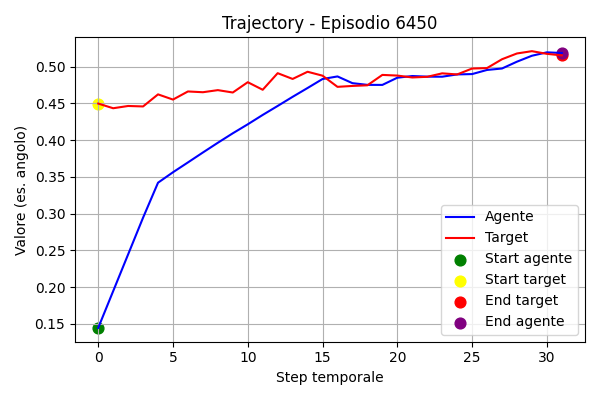 Trajectory - Episodio 6450
Valore (es. angolo)
0.50
0.45
0.40
0.35
0.30
0.25
0.20
0.15
0 5 10 15 20 25 30
Step temporale
Agente
Target
Start agente
Start target
End target
End agente